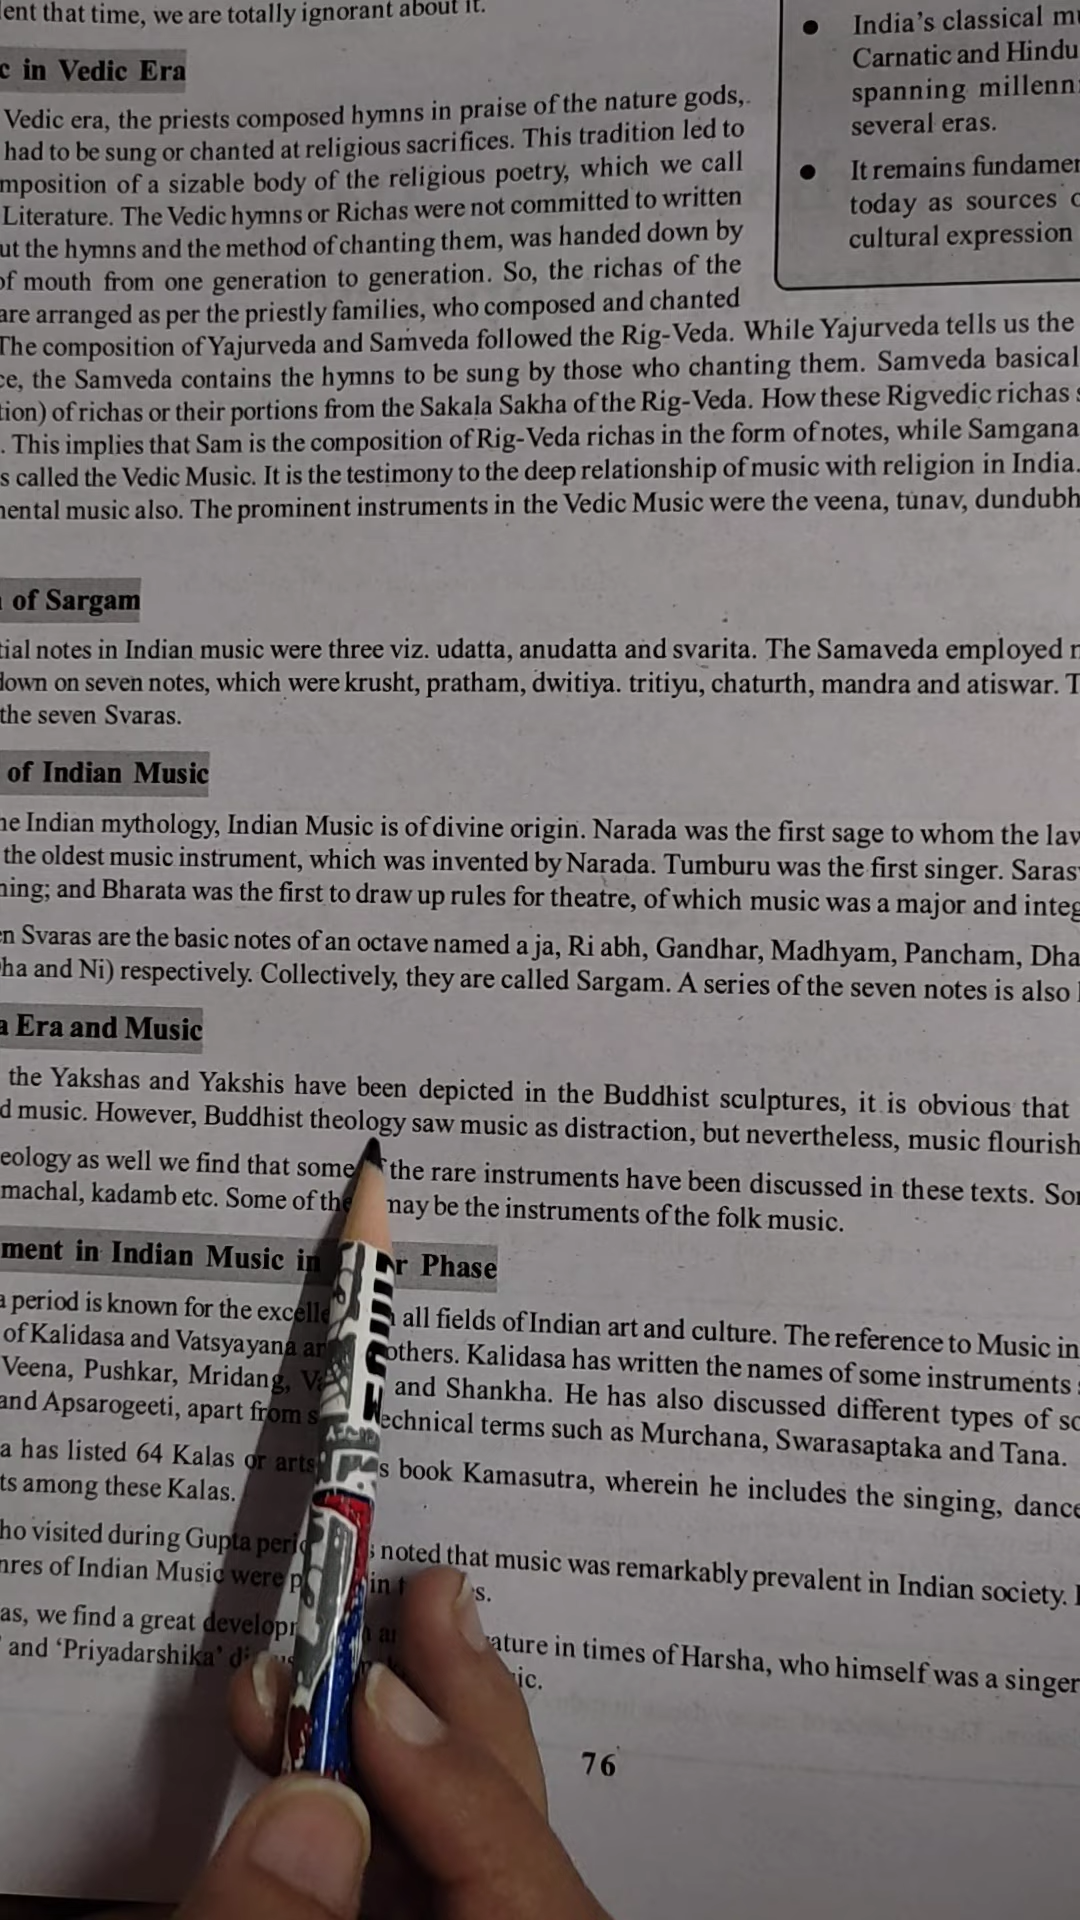 that time, we are totally ignorant about it.
in Vedic Era
Vedic era, the priests composed hymns in praise of the nature gods,
had to be sung or chanted at religious sacrifices. This tradition led to
mposition of a sizable body of the religious poetry, which we call
Literature. The Vedic hymns or Richas were not committed to written
ut the hymns and the method of chanting them, was handed down by
of mouth from one generation to generation. So, the richas of the
are arranged as per the priestly families, who composed and chanted
The composition of Yajurveda and Samveda followed the Rig-Veda. While Yajurveda tells us the
ce, the Samveda contains the hymns to be sung by those who chanting them. Samveda basical
tion) of richas or their portions from the Sakala Sakha of the Rig-Veda. How these Rigvedic richas
. This implies that Sam is the composition of Rig-Veda richas in the form of notes, while Samgana
s called the Vedic Music. It is the testimony to the deep relationship of music with religion in India.
mental music also. The prominent instruments in the Vedic Music were the veena, tunav, dundubh
● India's classical
Carnatic and Hindu
spanning millenn
several eras.
● It remains fundamen
today as sources
cultural expression
of Sargam
tial notes in Indian music were three viz. udatta, anudatta and svarita. The Samaveda employed
down on seven notes, which were krusht, pratham, dwitiya. tritiyu, chaturth, mandra and atiswar.
the seven Svaras.
of Indian Music
he Indian mythology, Indian Music is of divine origin. Narada was the first sage to whom the law
the oldest music instrument, which was invented by Narada. Tumburu was the first singer. Saras
ning; and Bharata was the first to draw up rules for theatre, of which music was a major and integ
en Svaras are the basic notes of an octave named a ja, Ri abh, Gandhar, Madhyam, Pancham, Dha
ha and Ni) respectively. Collectively, they are called Sargam. A series of the seven notes is also
a Era and Music
the Yakshas and Yakshis have been depicted in the Buddhist sculptures, it is obvious that
d music. However, Buddhist theology saw music as distraction, but nevertheless, music flourish
eology as well we find that some the rare instruments have been discussed in these texts.
machal, kadamb etc. Some of may be the instruments of the folk music.
ment in Indian Music in Phase
a period is known for the all fields of Indian art and culture. The reference to Music in
of Kalidasa and Vatsyayana others. Kalidasa has written the names of some instruments
Veena, Pushkar, Mridang, and Shankha. He has also discussed different types of
and Apsarogeeti, apart from technical terms such as Murchana, Swarasaptaka and Tana.
a has listed 64 Kalas or arts book Kamasutra, wherein he includes the singing, dance
ts among these Kalas.
ho visited during Gupta noted that music was remarkably prevalent in Indian society.
nres of Indian Music were in
as, we find a great in times of Harsha, who himself was a singer
and 'Priyadarshika'
76